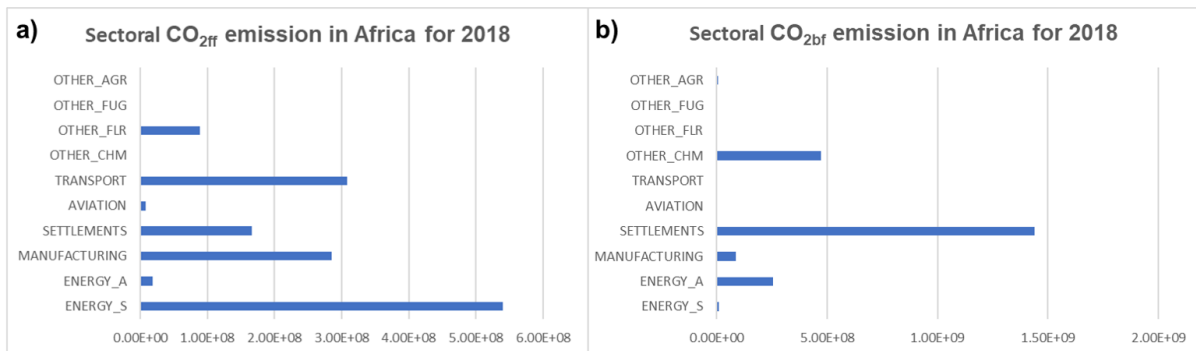 a)
Sectoral CO2ff emission in Africa for 2018
OTHER_AGR
OTHER_FUG
OTHER_FLR
OTHER_CHM
TRANSPORT
AVIATION
SETTLEMENTS
MANUFACTURING
ENERGY_A
ENERGY_S
0.00E+00 1.00E+08 2.00E+08 3.00E+08 4.00E+08 5.00E+08 6.00E+08
b)
Sectoral CO2bf emission in Africa for 2018
OTHER_AGR
OTHER_FUG
OTHER_FLR
OTHER_CHM
TRANSPORT
AVIATION
SETTLEMENTS
MANUFACTURING
ENERGY_A
ENERGY_S
0.00E+00 5.00E+08 1.00E+09 1.50E+09 2.00E+09